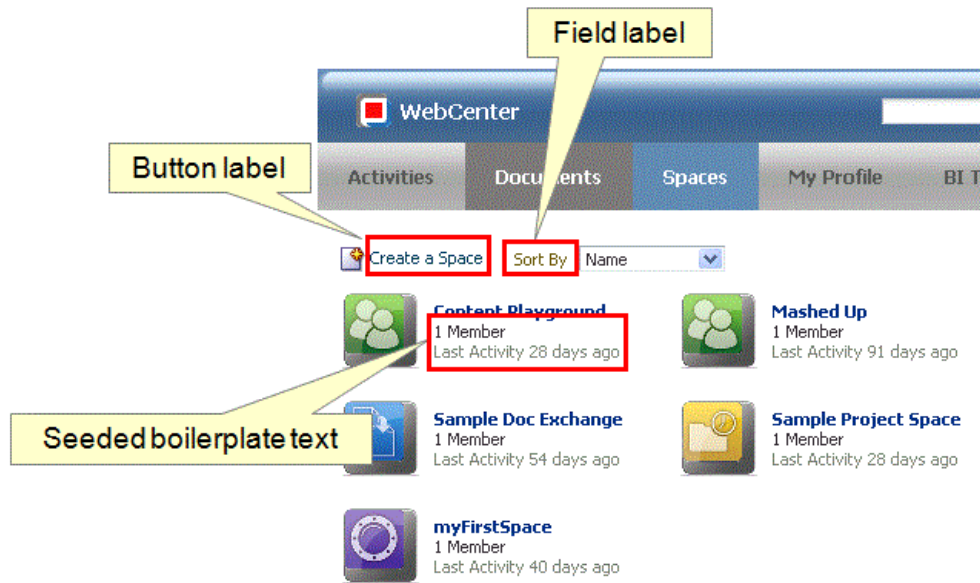 Field label
WebCenter
Button label
Activities
Documents
Spaces
My Profile
BI T
Create a Space
Sort By
Name
Content Playground
1 Member
Last Activity 28 days ago
Mashed Up
1 Member
Last Activity 91 days ago
Seeded boilerplate text
Sample Doc Exchange
1 Member
Last Activity 54 days ago
Sample Project Space
1 Member
Last Activity 28 days ago
myFirstSpace
1 Member
Last Activity 40 days ago